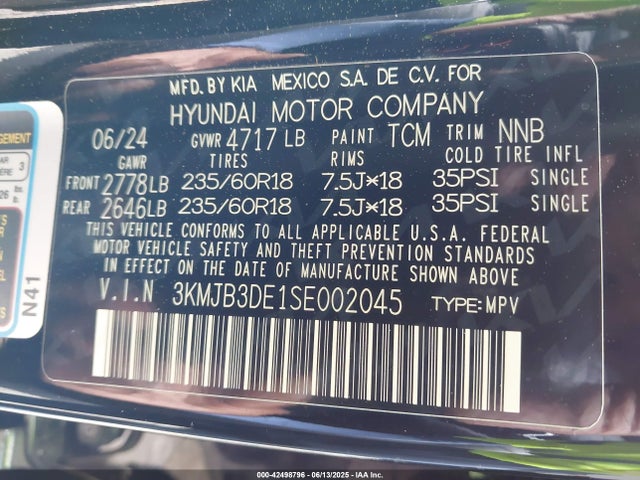 MFD. BY KIA MEXICO S.A. DE C.V. FOR
HYUNDAI MOTOR COMPANY
06/24 GVWR 4717 LB PAINT TCM TRIM NNB
GAWR TIRES RIMS COLD TIRE INFL
FRONT 2778LB 235/60R18 7.5J*18 35PSI SINGLE
REAR 2646LB 235/60R18 7.5J*18 35PSI SINGLE
THIS VEHICLE CONFORMS TO ALL APPLICABLE U.S.A. FEDERAL
MOTOR VEHICLE SAFETY AND THEFT PREVENTION STANDARDS
IN EFFECT ON THE DATE OF MANUFACTURE SHOWN ABOVE.
V.I.N 3KMJB3DE1SE002045 TYPE:MPV
N41
000-42498796 - 06/13/2025 - IAA Inc.